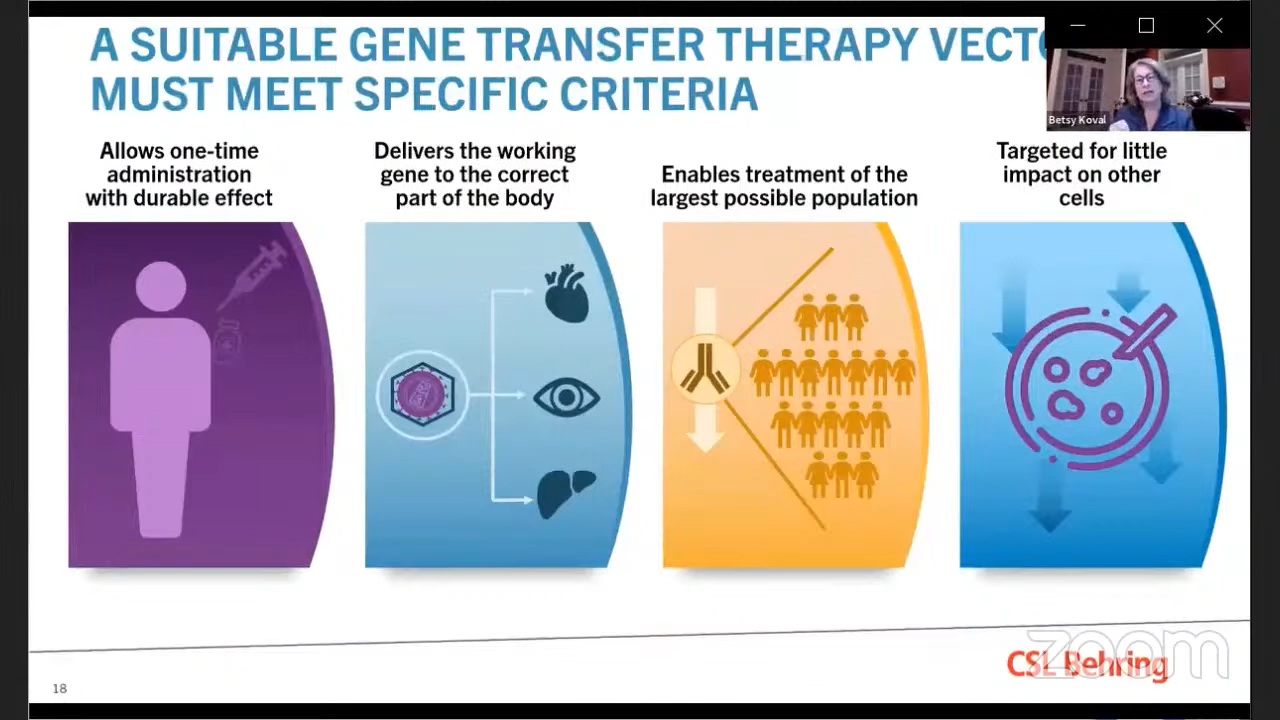 A SUITABLE GENE TRANSFER THERAPY VECTO
MUST MEET SPECIFIC CRITERIA
Betsy Koval
Allows one-time
administration
with durable effect
Delivers the working
gene to the correct
part of the body
Enables treatment of the
largest possible population
Targeted for little
impact on other
cells
CSL Behring
zoom
18